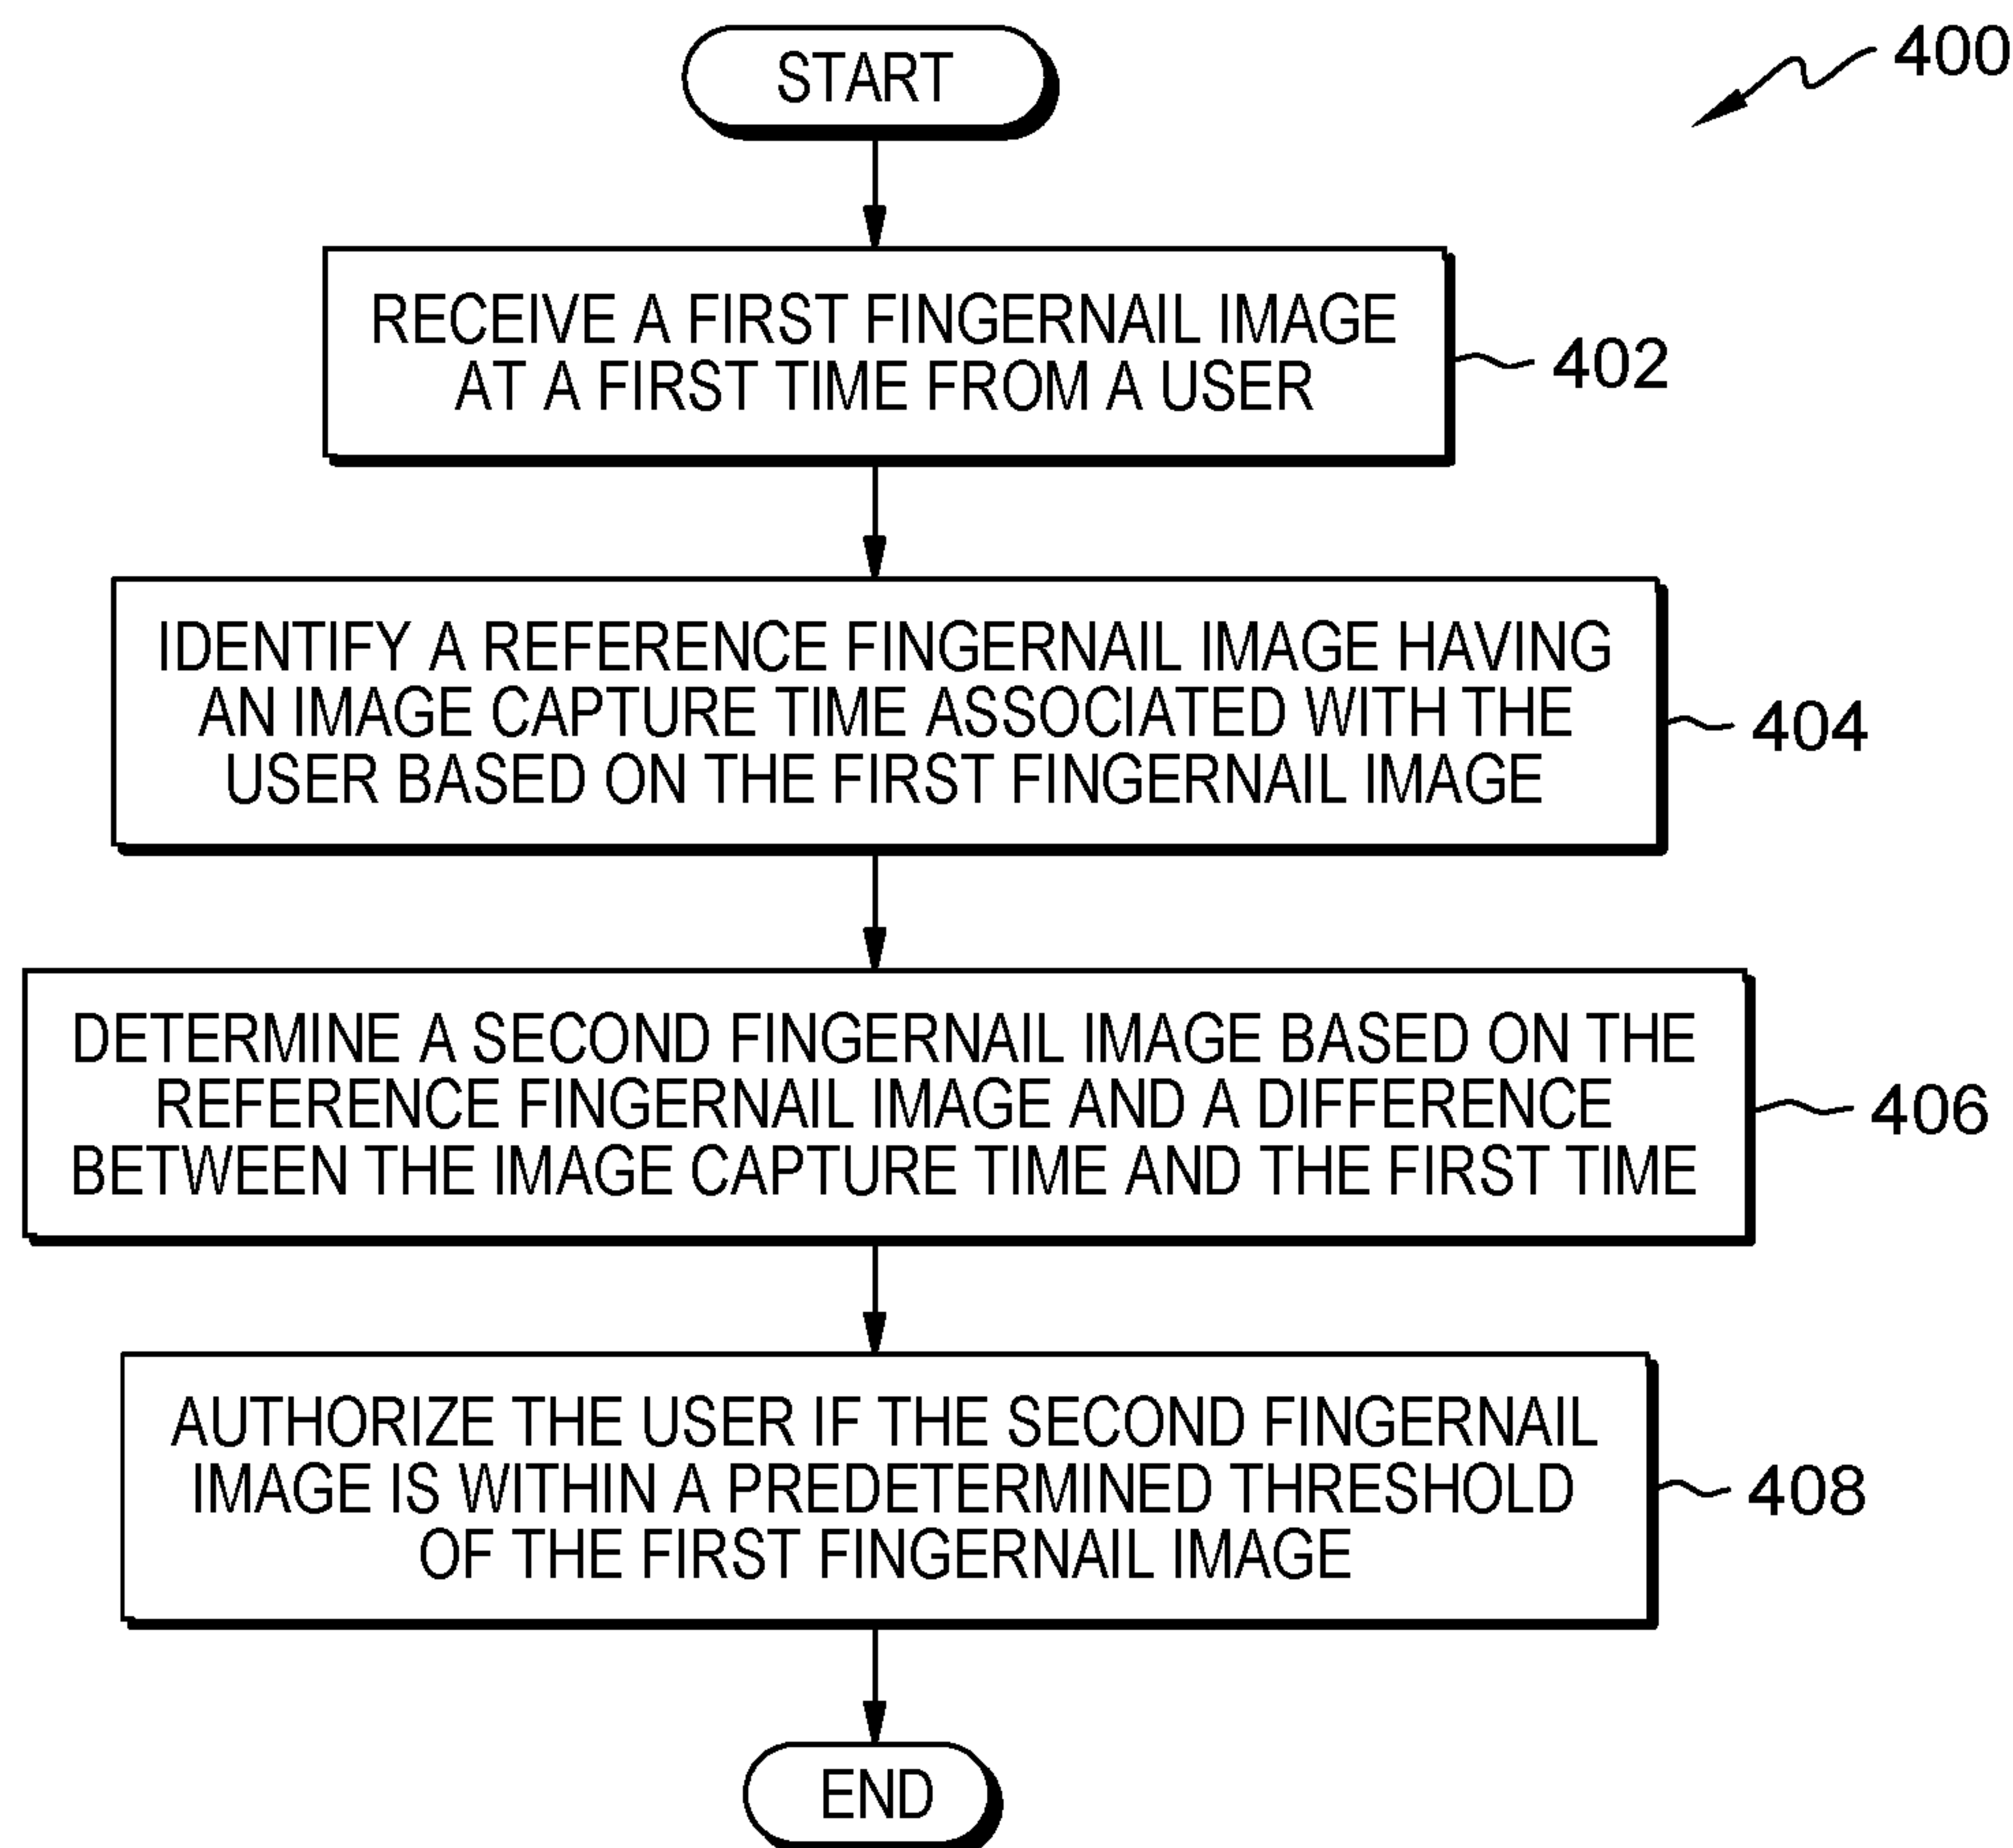 START
400
RECEIVE A FIRST FINGERNAIL IMAGE
AT A FIRST TIME FROM A USER
402
IDENTIFY A REFERENCE FINGERNAIL IMAGE HAVING
AN IMAGE CAPTURE TIME ASSOCIATED WITH THE
USER BASED ON THE FIRST FINGERNAIL IMAGE
404
DETERMINE A SECOND FINGERNAIL IMAGE BASED ON THE
REFERENCE FINGERNAIL IMAGE AND A DIFFERENCE
BETWEEN THE IMAGE CAPTURE TIME AND THE FIRST TIME
406
AUTHORIZE THE USER IF THE SECOND FINGERNAIL
IMAGE IS WITHIN A PREDETERMINED THRESHOLD
OF THE FIRST FINGERNAIL IMAGE
408
END